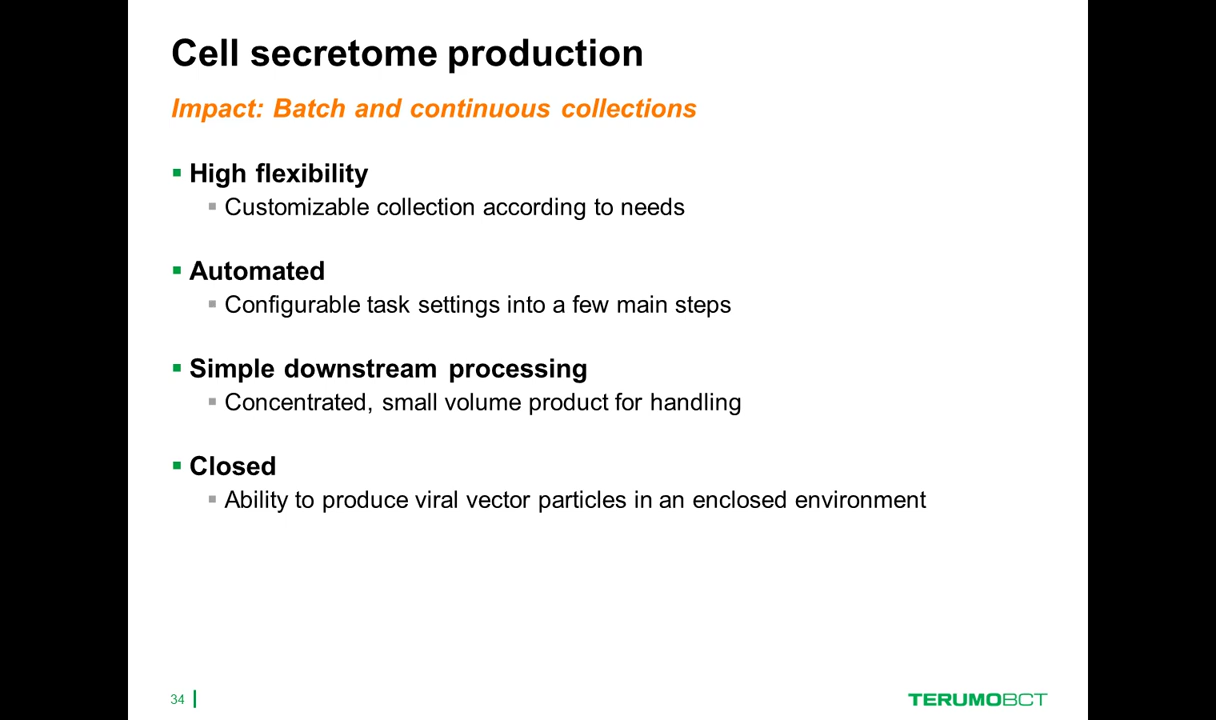 Cell secretome production
Impact: Batch and continuous collections
▪ High flexibility
▪ Customizable collection according to needs
▪ Automated
▪ Configurable task settings into a few main steps
▪ Simple downstream processing
▪ Concentrated, small volume product for handling
▪ Closed
▪ Ability to produce viral vector particles in an enclosed environment
34
TERUMOBCT